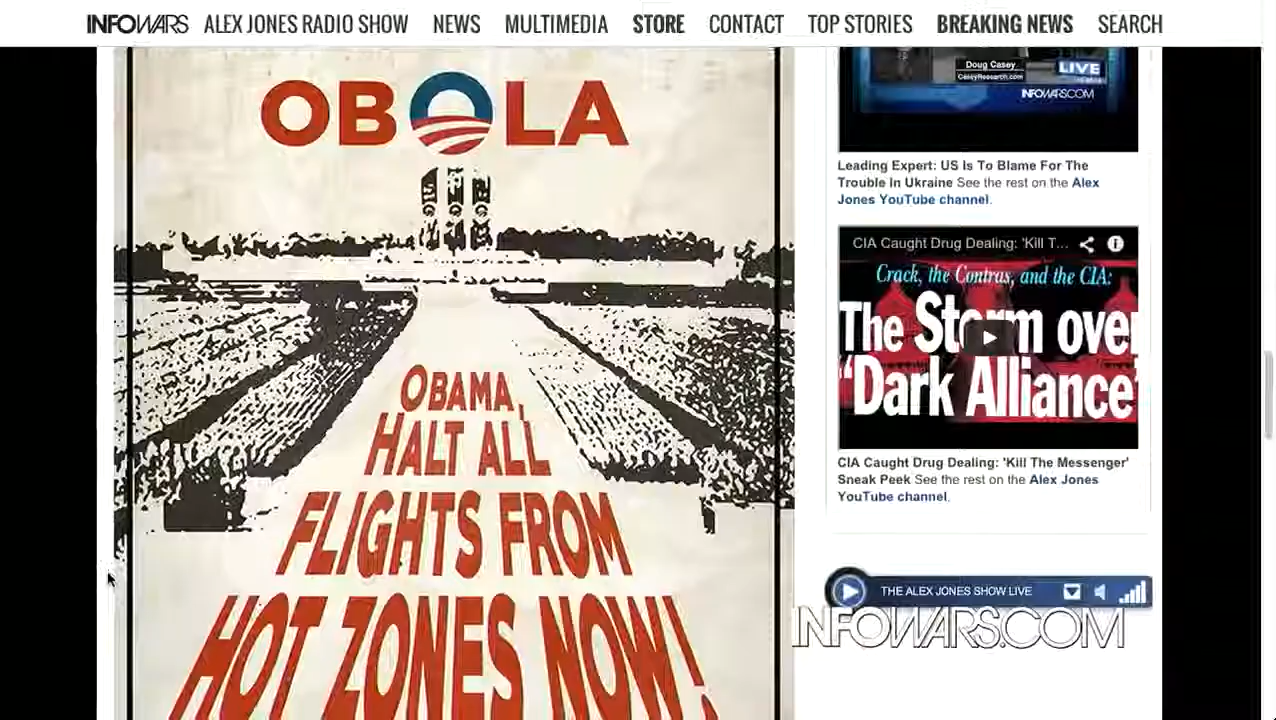 INFOWARS ALEX JONES RADIO SHOW NEWS MULTIMEDIA STORE CONTACT TOP STORIES BREAKING NEWS SEARCH
OBOLA
OBAMA,
HALT ALL
FLIGHTS FROM
HOT ZONES NOW!
Doug Casey
CaseyResearch.com
LIVE
INFOWARS.COM
Leading Expert: US Is To Blame For The
Trouble In Ukraine See the rest on the Alex
Jones YouTube channel.
CIA Caught Drug Dealing: 'Kill T...
Crack, the Contras, and the CIA:
The Storm over
"Dark Alliance"
CIA Caught Drug Dealing: 'Kill The Messenger'
Sneak Peek See the rest on the Alex Jones
YouTube channel.
THE ALEX JONES SHOW LIVE
INFOWARS.COM